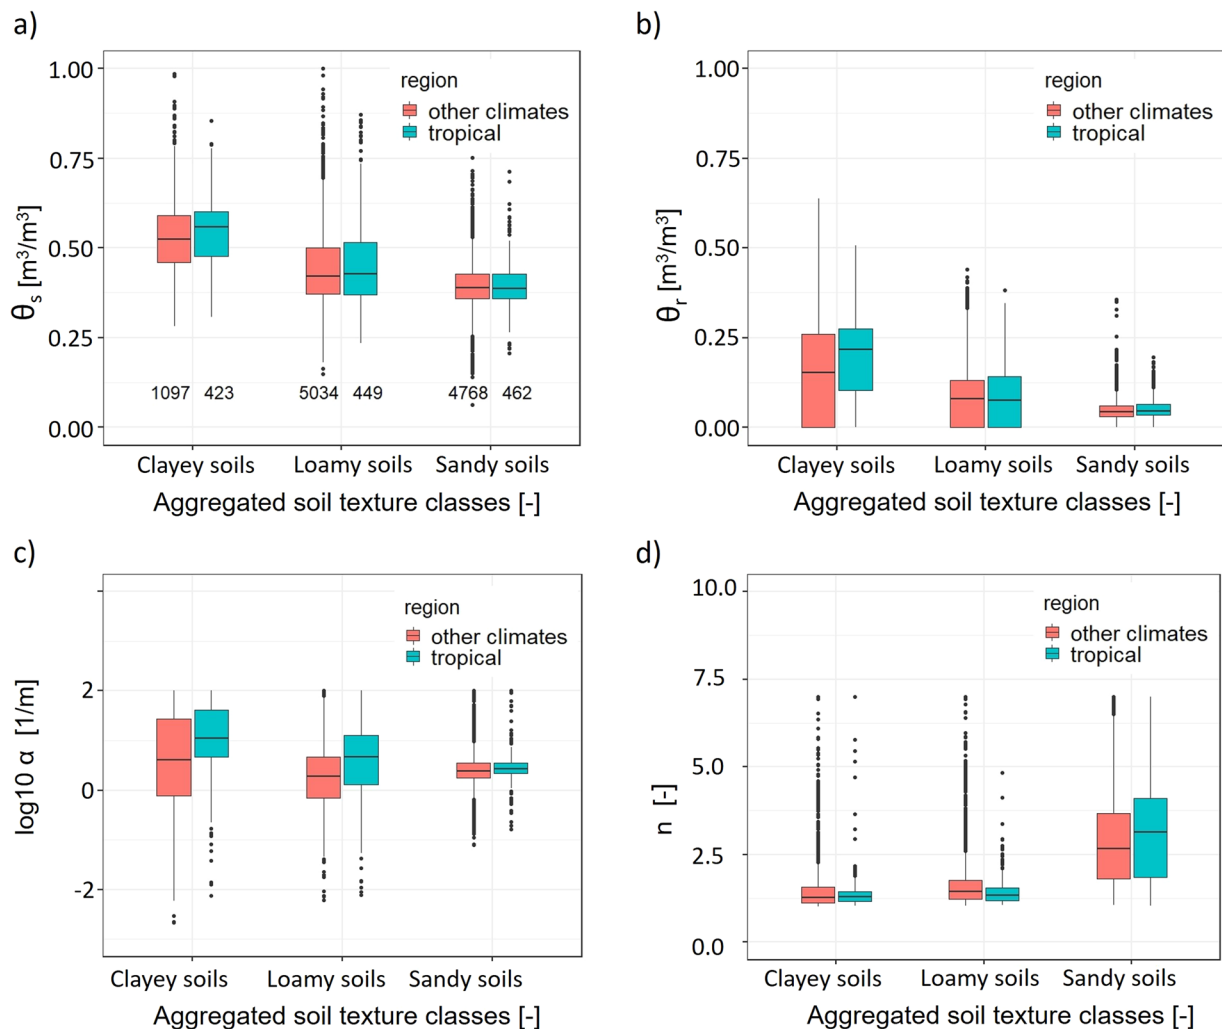 a)
θs [m³/m³]
1.00
0.75
0.50
0.25
0.00
region
other climates
tropical
1097 423 5034 449 4768 462
Clayey soils Loamy soils Sandy soils
Aggregated soil texture classes [-]
b)
θr [m³/m³]
1.00
0.75
0.50
0.25
0.00
region
other climates
tropical
Clayey soils Loamy soils Sandy soils
Aggregated soil texture classes [-]
c)
log10 α [1/m]
2
0
-2
region
other climates
tropical
Clayey soils Loamy soils Sandy soils
Aggregated soil texture classes [-]
d)
n [-]
10.0
7.5
5.0
2.5
0.0
region
other climates
tropical
Clayey soils Loamy soils Sandy soils
Aggregated soil texture classes [-]